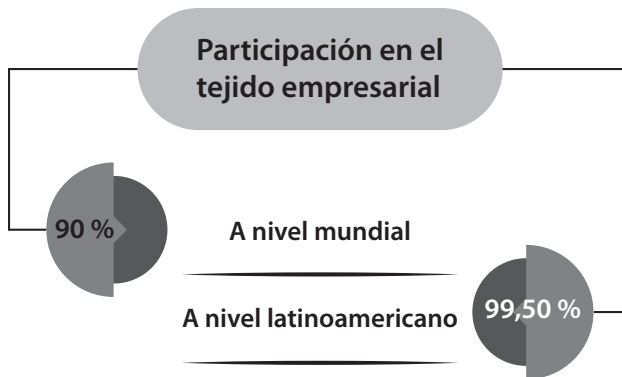 Participación en el
tejido empresarial
90 %
A nivel mundial
A nivel latinoamericano
99,50 %